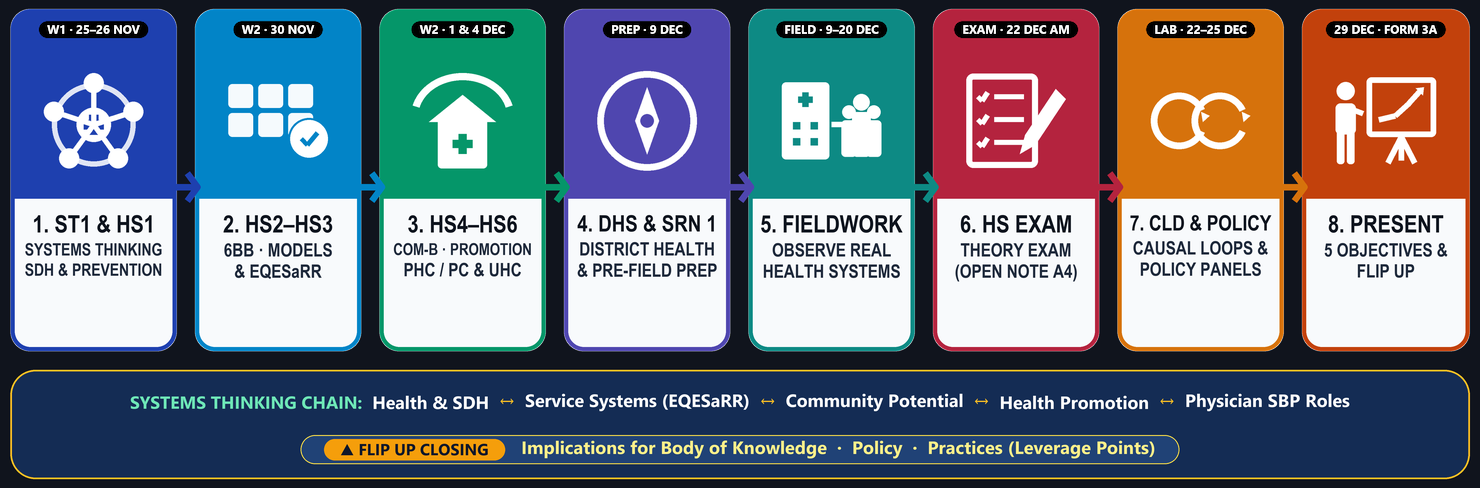 W1 · 25–26 NOV
1. ST1 & HS1
SYSTEMS THINKING
SDH & PREVENTION
W2 · 30 NOV
2. HS2–HS3
6BB · MODELS
& EQESaRR
W2 · 1 & 4 DEC
3. HS4–HS6
COM-B · PROMOTION
PHC / PC & UHC
PREP · 9 DEC
4. DHS & SRN 1
DISTRICT HEALTH
& PRE-FIELD PREP
FIELD · 9–20 DEC
5. FIELDWORK
OBSERVE REAL
HEALTH SYSTEMS
EXAM · 22 DEC AM
6. HS EXAM
THEORY EXAM
(OPEN NOTE A4)
LAB · 22–25 DEC
7. CLD & POLICY
CAUSAL LOOPS &
POLICY PANELS
29 DEC · FORM 3A
8. PRESENT
5 OBJECTIVES &
FLIP UP
SYSTEMS THINKING CHAIN: Health & SDH ↔ Service Systems (EQESaRR) ↔ Community Potential ↔ Health Promotion ↔ Physician SBP Roles
▲ FLIP UP CLOSING Implications for Body of Knowledge · Policy · Practices (Leverage Points)